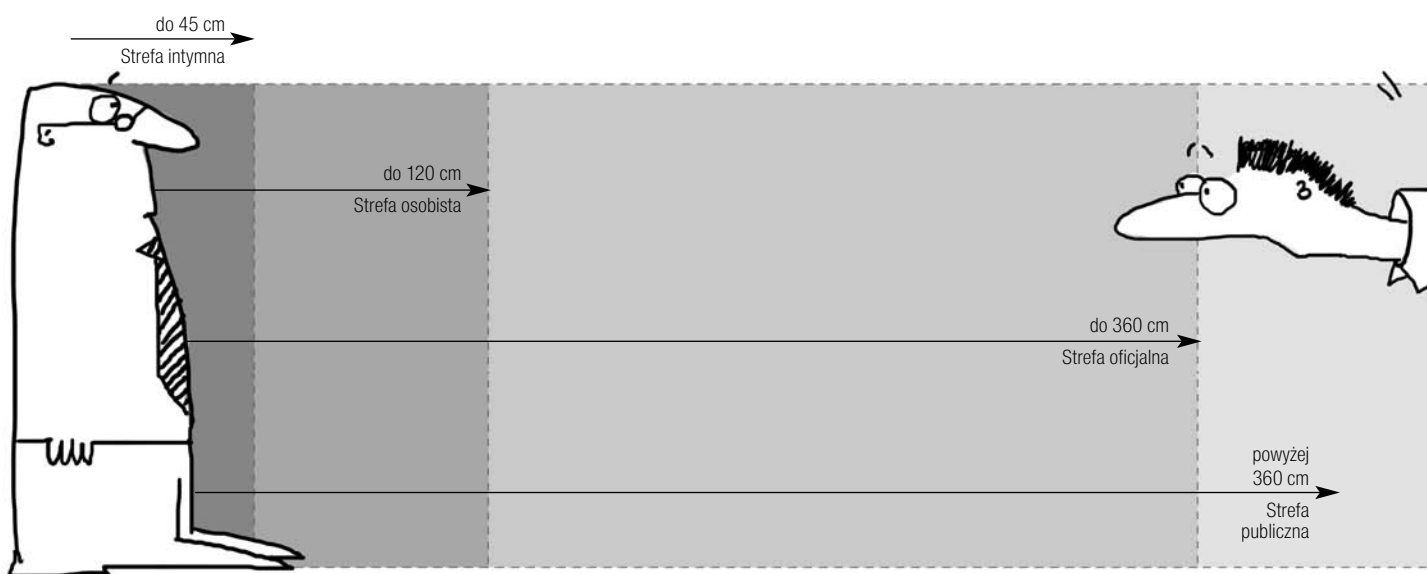 do 45 cm
Strefa intymna
do 120 cm
Strefa osobista
do 360 cm
Strefa oficjalna
powyżej
360 cm
Strefa
publiczna